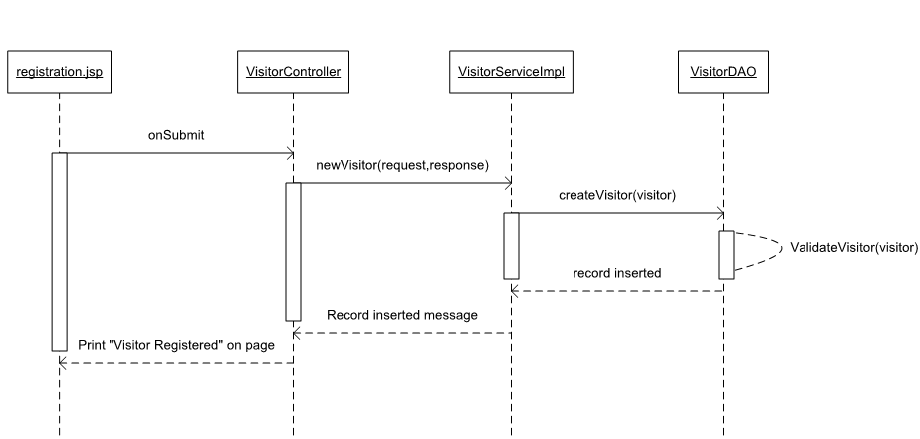 registration.jsp
VisitorController
VisitorServiceImpl
VisitorDAO
onSubmit
newVisitor(request,response)
createVisitor(visitor)
ValidateVisitor(visitor)
record inserted
Record inserted message
Print "Visitor Registered" on page